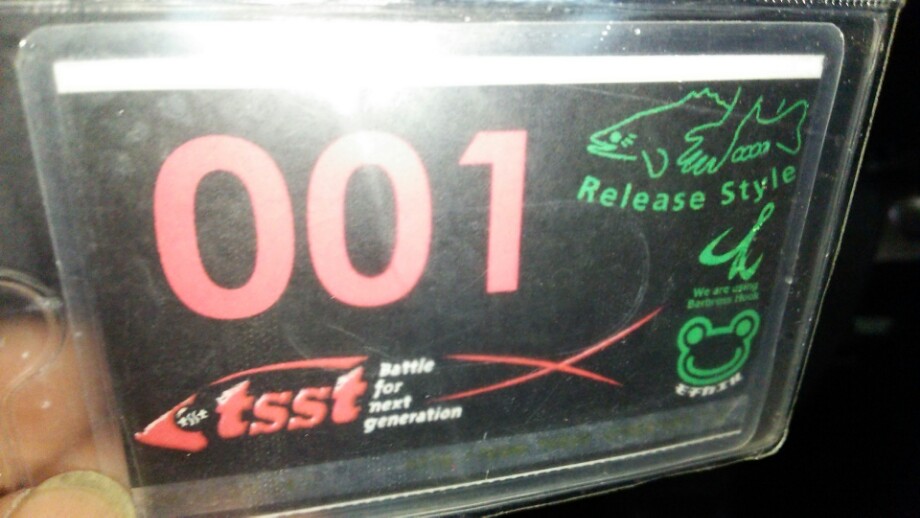 001
Release Style
We are using
Barbless Hook
tsst
Battle
for
next
generation